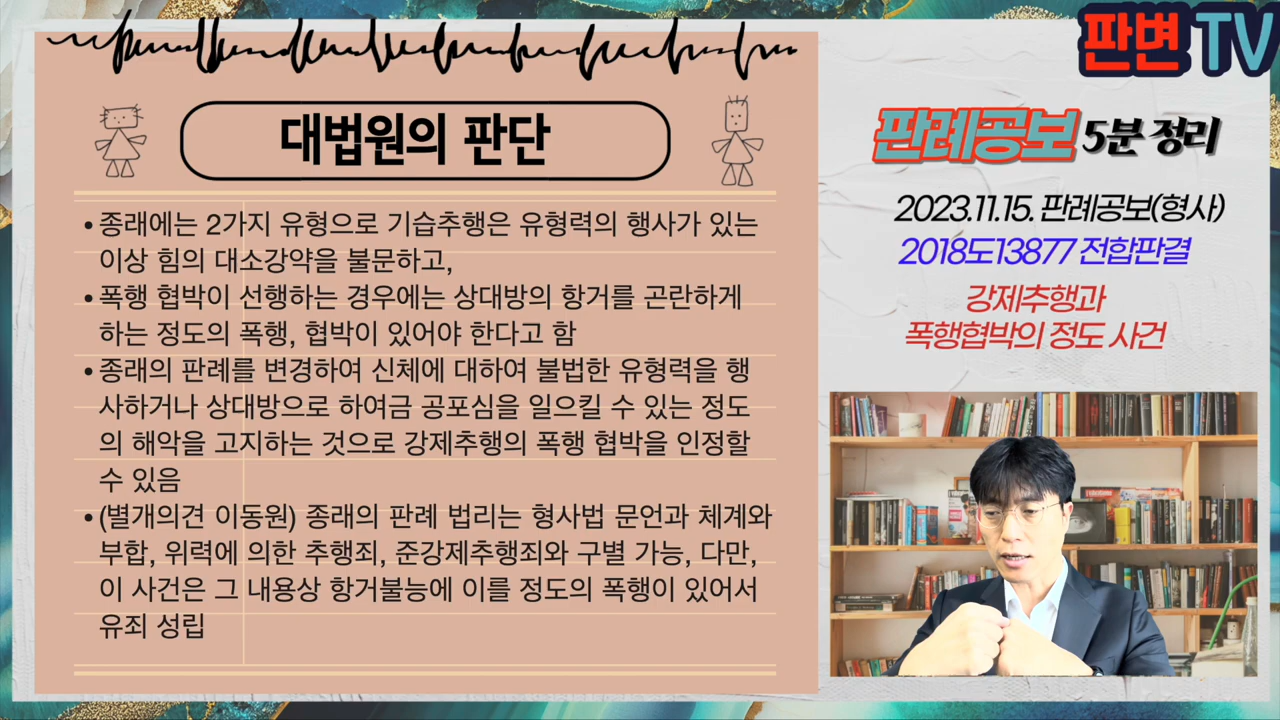 판변 TV
대법원의 판단
• 종래에는 2가지 유형으로 기습추행은 유형력의 행사가 있는
이상 힘의 대소강약을 불문하고,
• 폭행 협박이 선행하는 경우에는 상대방의 항거를 곤란하게
하는 정도의 폭행, 협박이 있어야 한다고 함
• 종래의 판례를 변경하여 신체에 대하여 불법한 유형력을 행
사하거나 상대방으로 하여금 공포심을 일으킬 수 있는 정도
의 해악을 고지하는 것으로 강제추행의 폭행 협박을 인정할
수 있음
• (별개의견 이동원) 종래의 판례 법리는 형사법 문언과 체계와
부합, 위력에 의한 추행죄, 준강제추행죄와 구별 가능, 다만,
이 사건은 그 내용상 항거불능에 이를 정도의 폭행이 있어서
유죄 성립
판례공보 5분 정리
2023.11.15. 판례공보(형사)
2018도13877 전합판결
강제추행과
폭행협박의 정도 사건